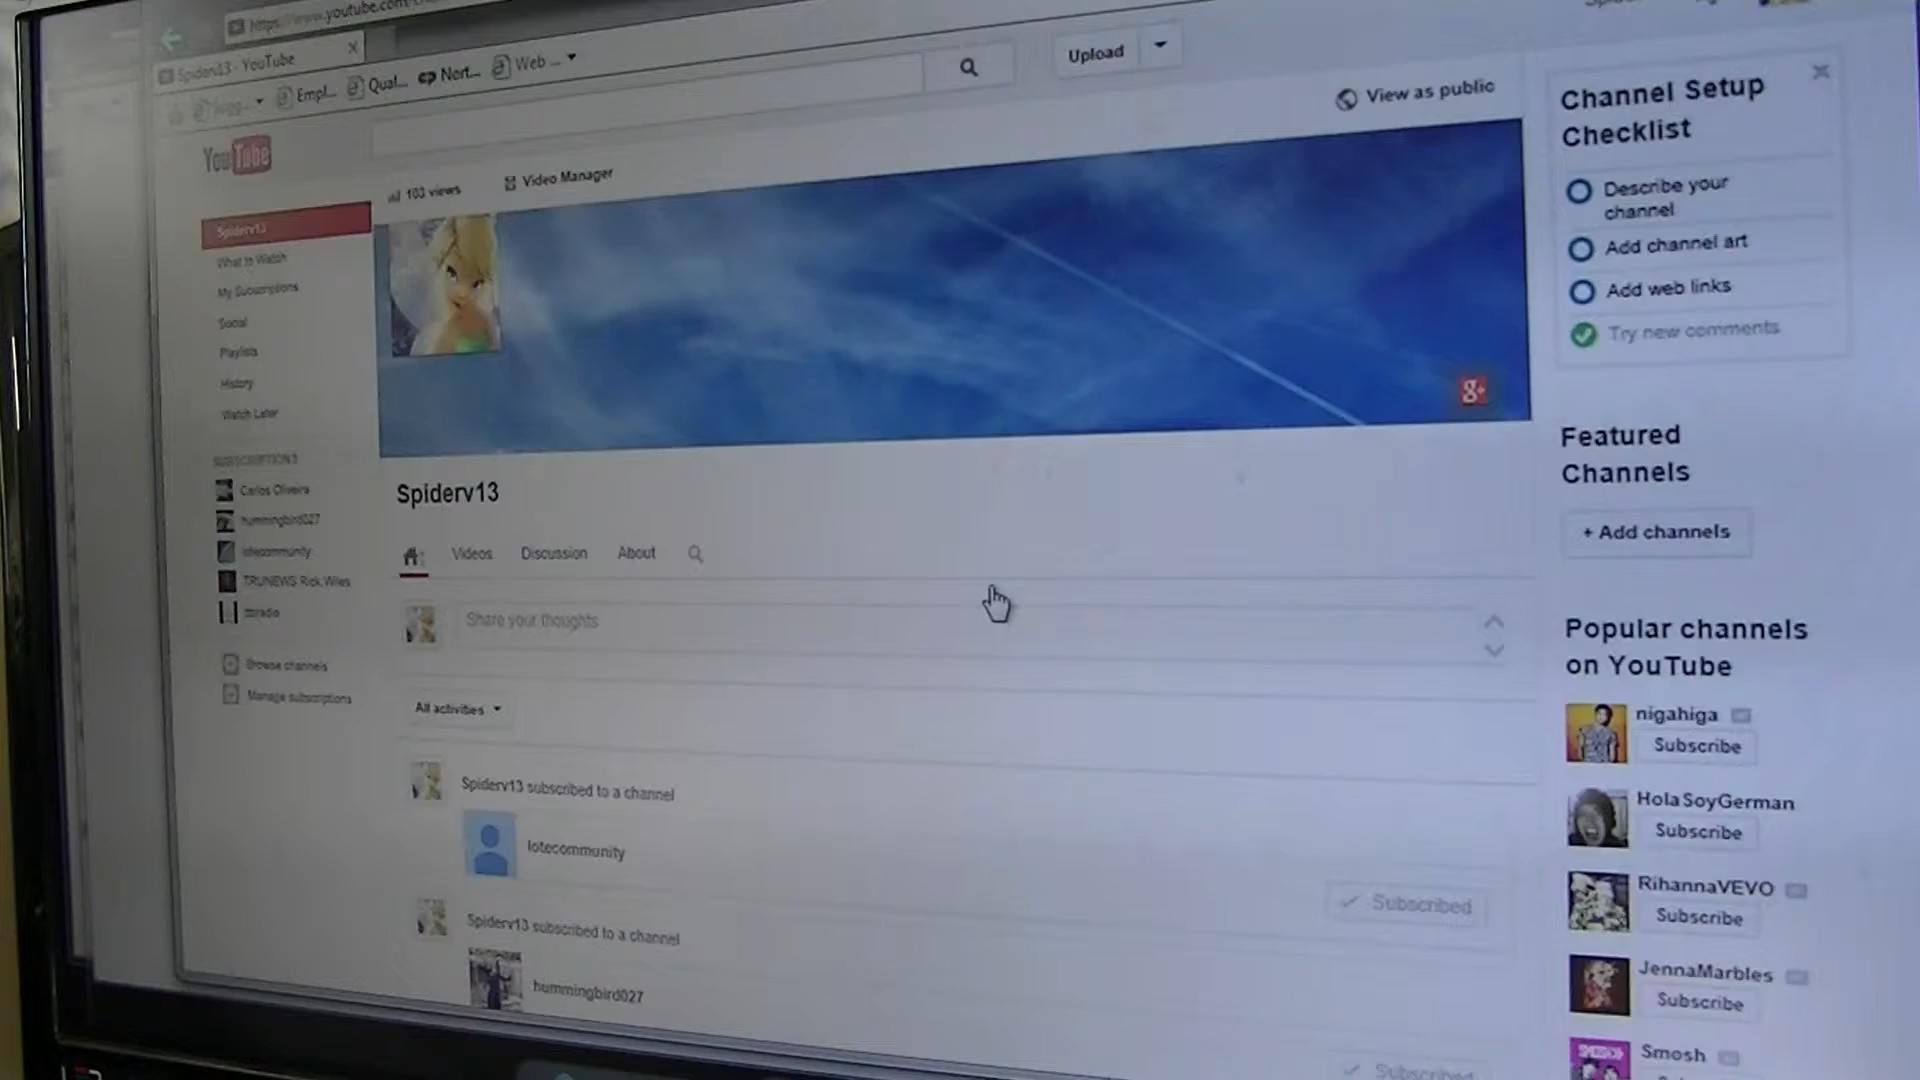 https://www.youtube.com
Spiderv13 - YouTube
Empl...
Qual...
Nort...
Web ...
Upload
View as public
YouTube
103 views
Video Manager
Spiderv13
What to Watch
My Subscriptions
Social
Playlists
History
Watch Later
SUBSCRIPTIONS
Carlos Oliveira
hummingbird027
lotecommunity
TRUNEWS Rick Wiles
Browse channels
Manage subscriptions
g+
Spiderv13
Videos
Discussion
About
Share your thoughts
All activities
Spiderv13 subscribed to a channel
lotecommunity
Subscribed
Spiderv13 subscribed to a channel
hummingbird027
Subscribed
Channel Setup
Checklist
Describe your
channel
Add channel art
Add web links
Try new comments
Featured
Channels
+ Add channels
Popular channels
on YouTube
nigahiga
Subscribe
HolaSoyGerman
Subscribe
RihannaVEVO
Subscribe
JennaMarbles
Subscribe
Smosh